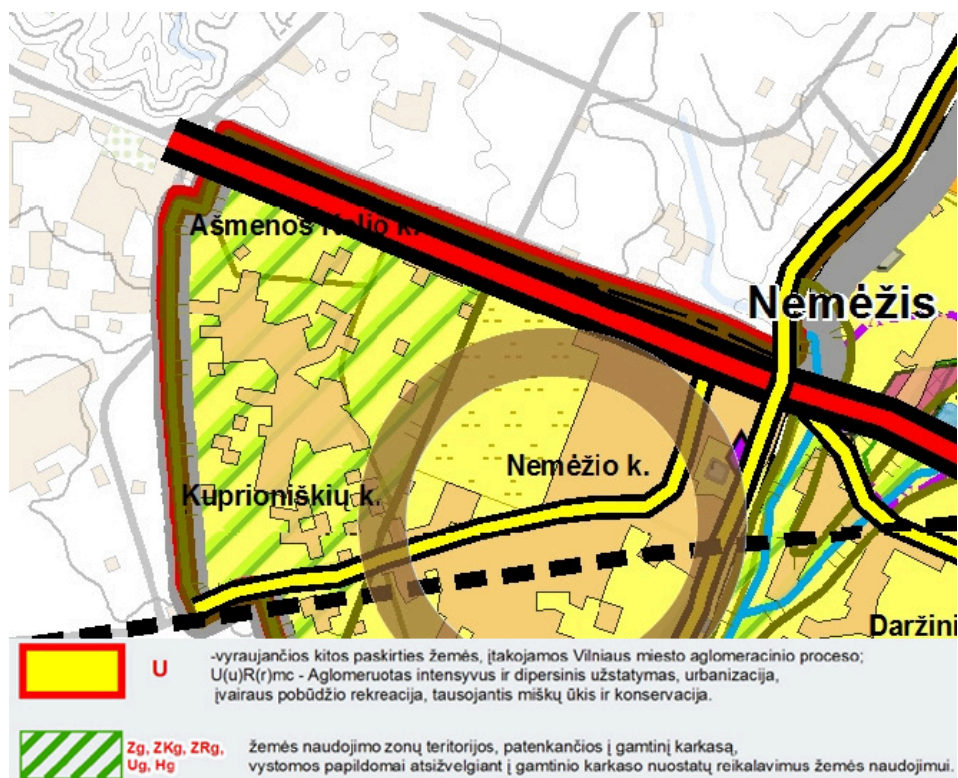 Ašmenos Kelio k.
Nemėžis
Nemėžio k.
Kuprioniškių k.
Daržini
U
-vyraujančios kitos paskirties žemės, įtakojamos Vilniaus miesto aglomeracinio proceso;
U(u)R(r)mc - Aglomeruotas intensyvus ir dipersinis užstatymas, urbanizacija,
įvairaus pobūdžio rekreacija, tausojantis miškų ūkis ir konservacija.
Zg, ZKg, ZRg,
Ug, Hg
žemės naudojimo zonų teritorijos, patenkančios į gamtinį karkasą,
vystomos papildomai atsižvelgiant į gamtinio karkaso nuostatų reikalavimus žemės naudojimui.